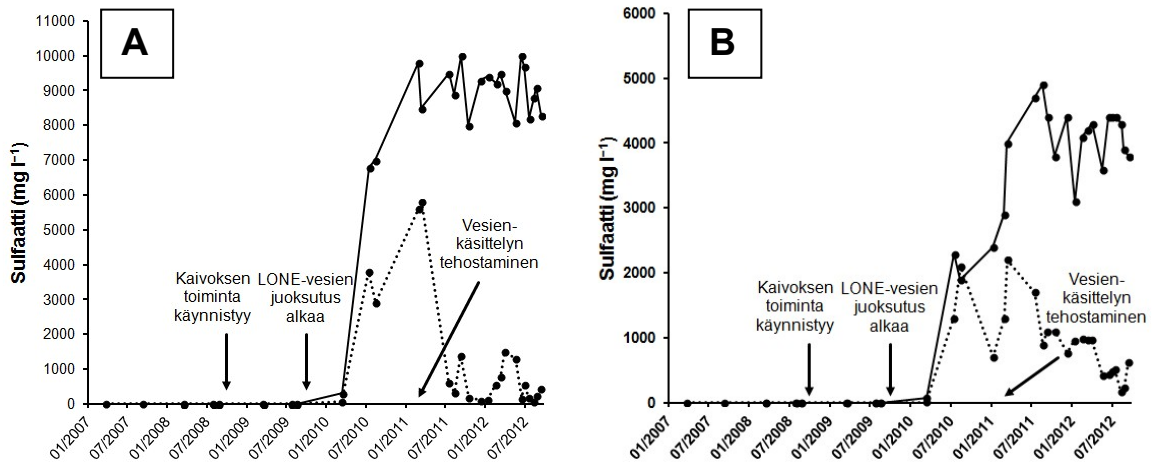 A
Sulfaatti (mg l⁻¹)
11000
10000
9000
8000
7000
6000
5000
4000
3000
2000
1000
0
Kaivoksen
toiminta
käynnistyy
LONE-vesien
juoksutus
alkaa
Vesien-
käsittelyn
tehostaminen
01/2007
07/2007
01/2008
07/2008
01/2009
07/2009
01/2010
07/2010
01/2011
07/2011
01/2012
07/2012
B
Sulfaatti (mg l⁻¹)
6000
5000
4000
3000
2000
1000
0
Kaivoksen
toiminta
käynnistyy
LONE-vesien
juoksutus
alkaa
Vesien-
käsittelyn
tehostaminen
01/2007
07/2007
01/2008
07/2008
01/2009
07/2009
01/2010
07/2010
01/2011
07/2011
01/2012
07/2012